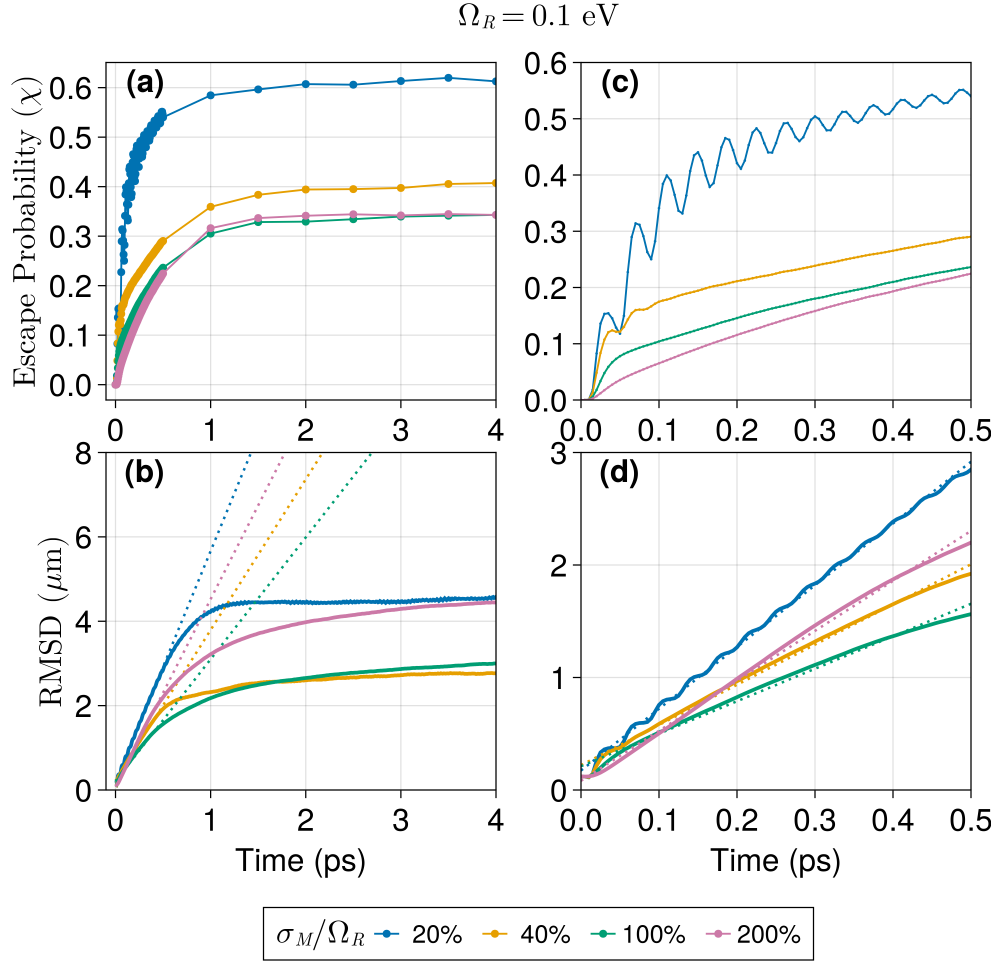 Ω_R = 0.1 eV
(a)
Escape Probability (χ)
0.6
0.5
0.4
0.3
0.2
0.1
0.0
0 1 2 3 4
(c)
0.6
0.5
0.4
0.3
0.2
0.1
0.0
0.0 0.1 0.2 0.3 0.4 0.5
(b)
RMSD (μm)
8
6
4
2
0
0 1 2 3 4
Time (ps)
(d)
3
2
1
0
0.0 0.1 0.2 0.3 0.4 0.5
Time (ps)
σ_M/Ω_R 20% 40% 100% 200%